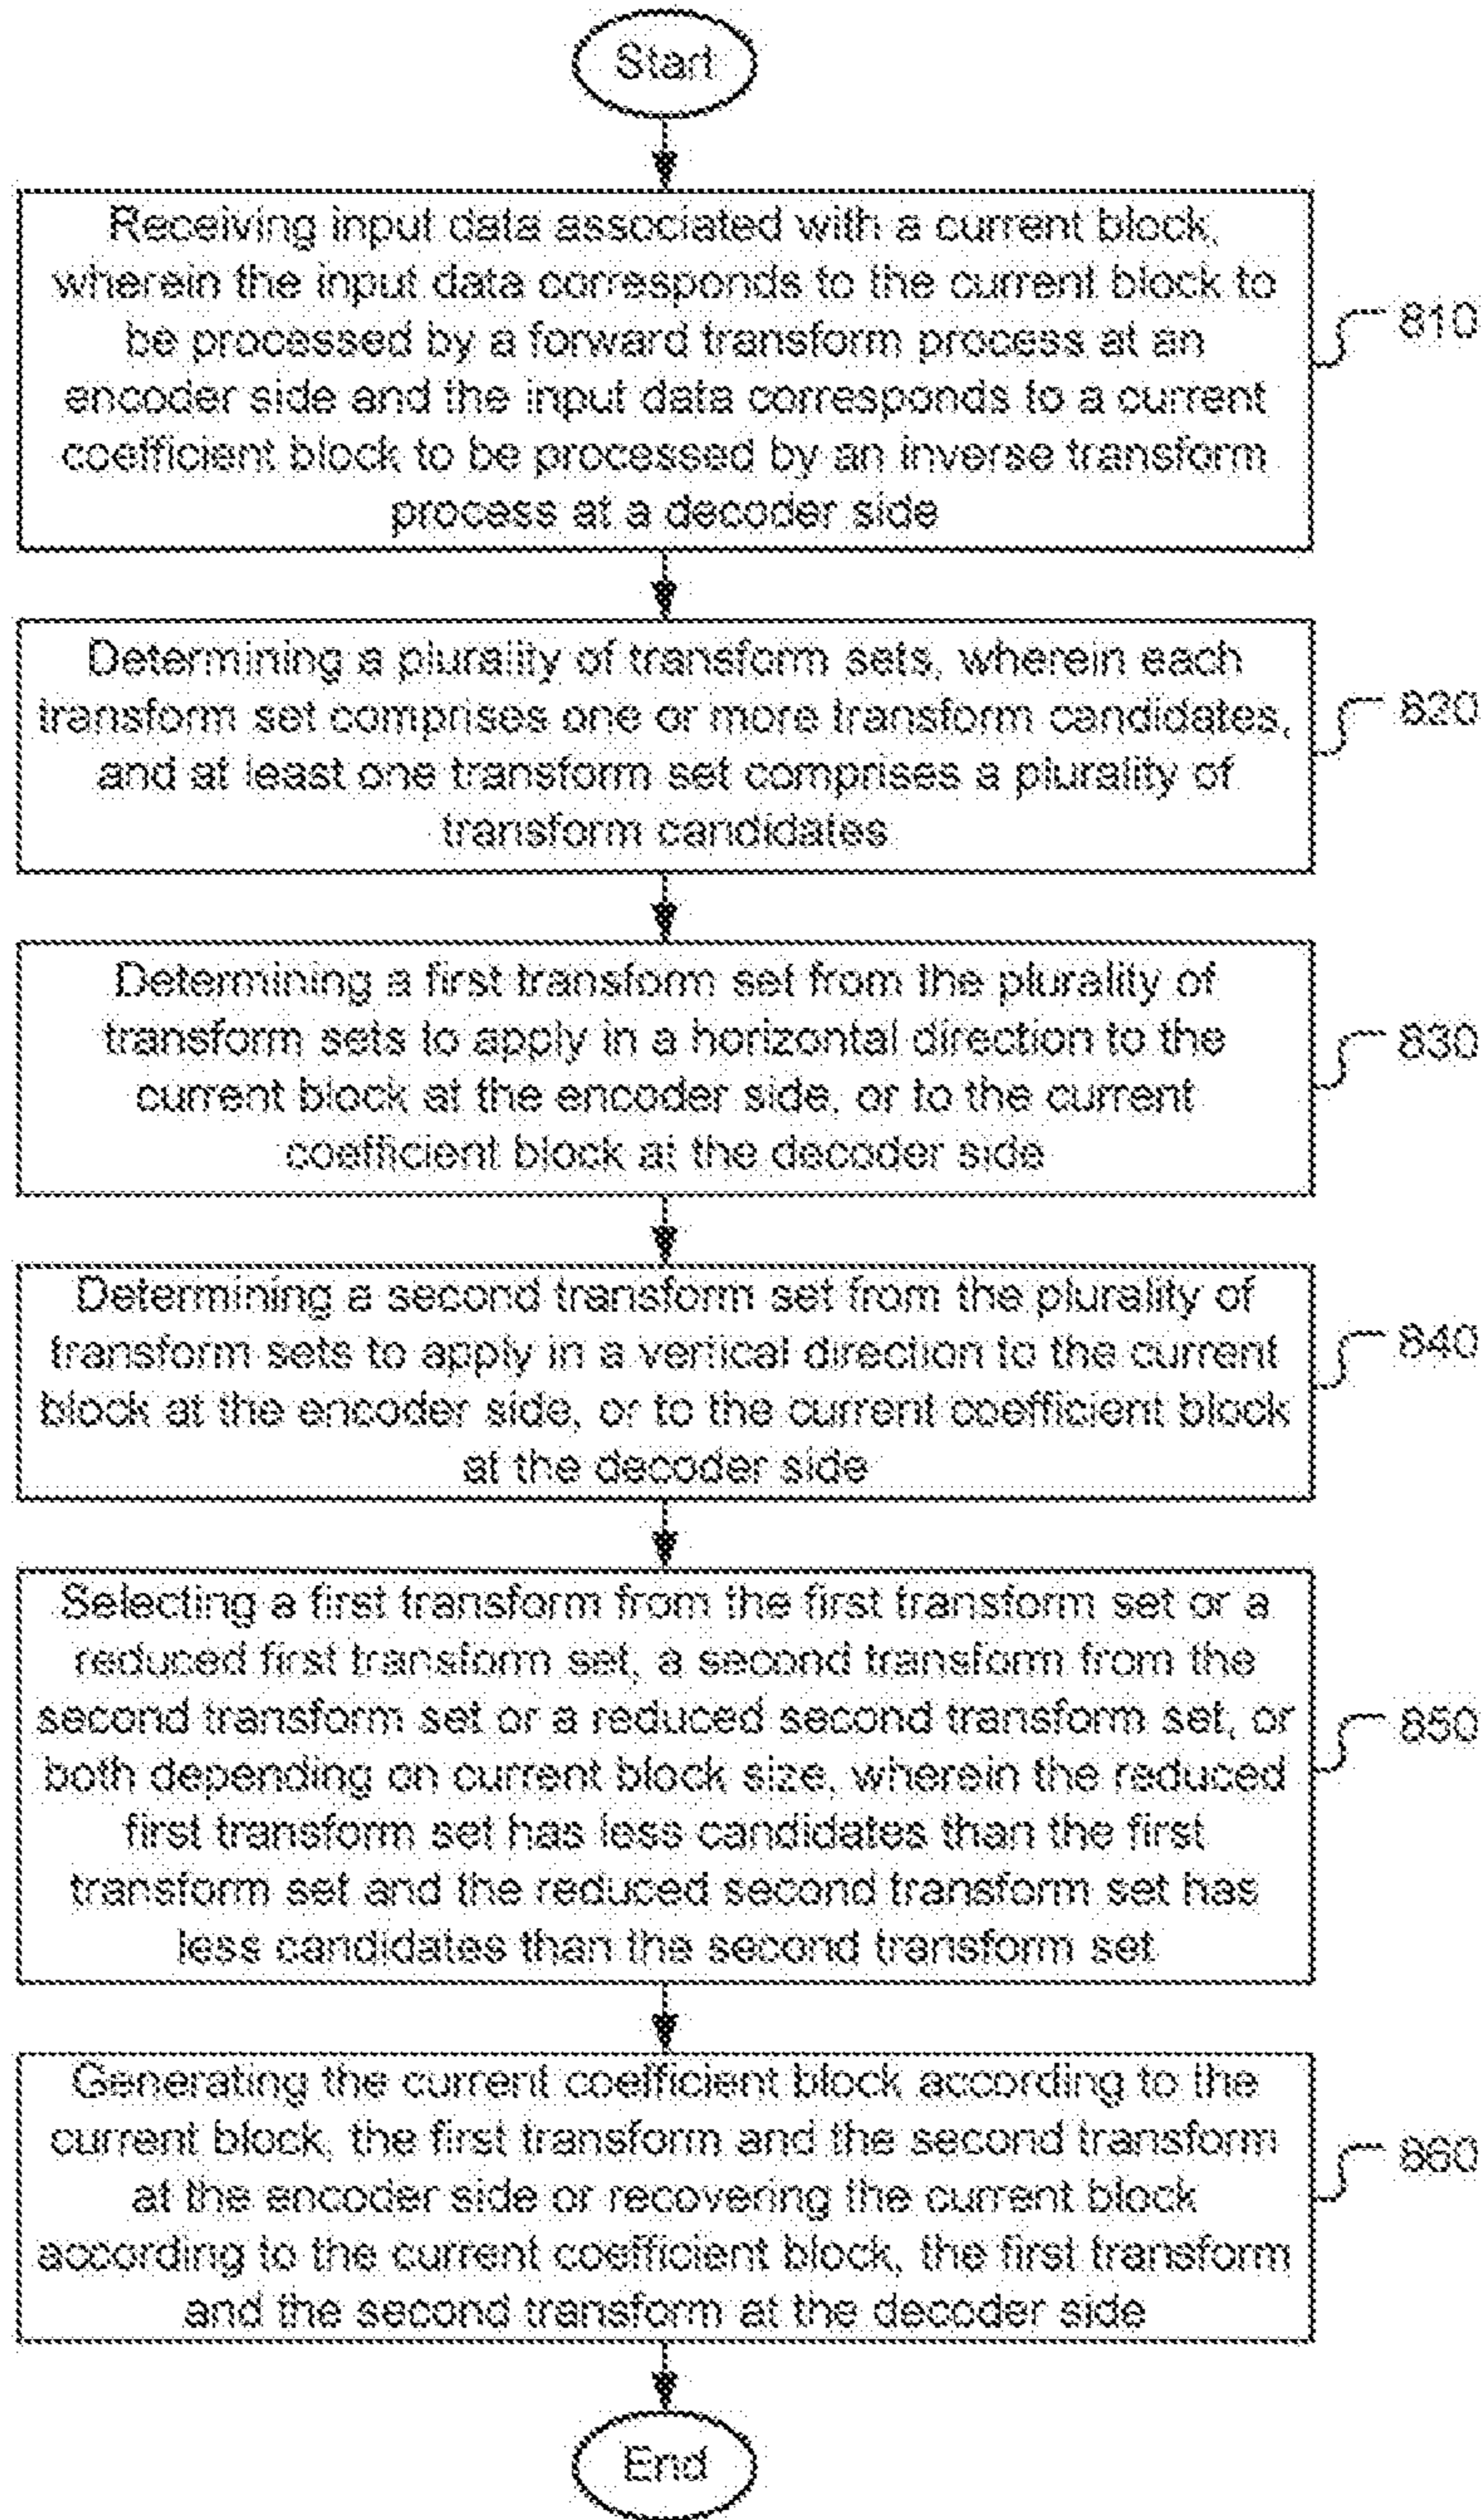 Start
Receiving input data associated with a current block,
wherein the input data corresponds to the current block to
be processed by a forward transform process at an
encoder side and the input data corresponds to a current
coefficient block to be processed by an inverse transform
process at a decoder side
810
Determining a plurality of transform sets, wherein each
transform set comprises one or more transform candidates,
and at least one transform set comprises a plurality of
transform candidates
820
Determining a first transform set from the plurality of
transform sets to apply in a horizontal direction to the
current block at the encoder side, or to the current
coefficient block at the decoder side
830
Determining a second transform set from the plurality of
transform sets to apply in a vertical direction to the current
block at the encoder side, or to the current coefficient block
at the decoder side
840
Selecting a first transform from the first transform set or a
reduced first transform set, a second transform from the
second transform set or a reduced second transform set, or
both depending on current block size, wherein the reduced
first transform set has less candidates than the first
transform set and the reduced second transform set has
less candidates than the second transform set
850
Generating the current coefficient block according to the
current block, the first transform and the second transform
at the encoder side or recovering the current block
according to the current coefficient block, the first transform
and the second transform at the decoder side
860
End